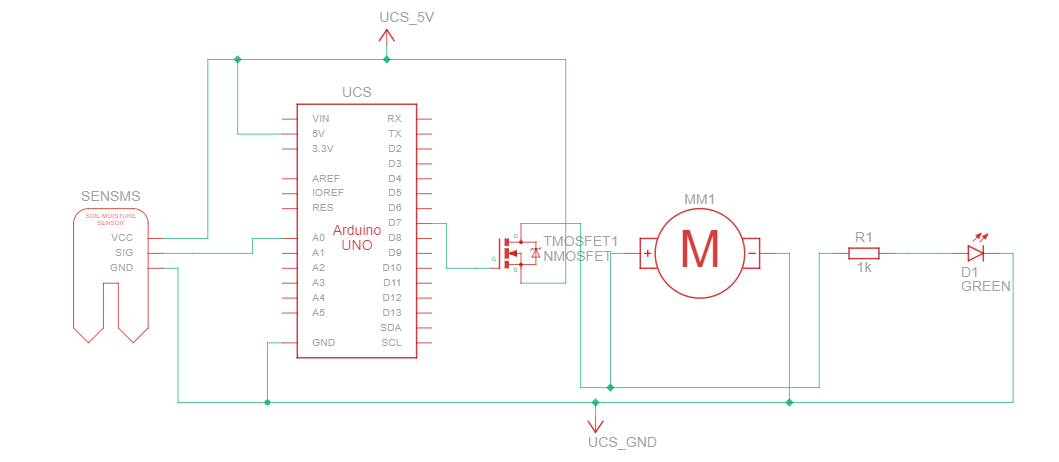 UCS_5V
UCS
VIN
5V
3.3V
AREF
IOREF
RES
A0
A1
A2
A3
A4
A5
GND
RX
TX
D2
D3
D4
D5
D6
D7
D8
D9
D10
D11
D12
D13
SDA
SCL
Arduino
UNO
SENSMS
SOIL MOISTURE
SENSOR
VCC
SIG
GND
D
G
S
TMOSFET1
NMOSFET
MM1
+
M
−
R1
1k
D1
GREEN
UCS_GND